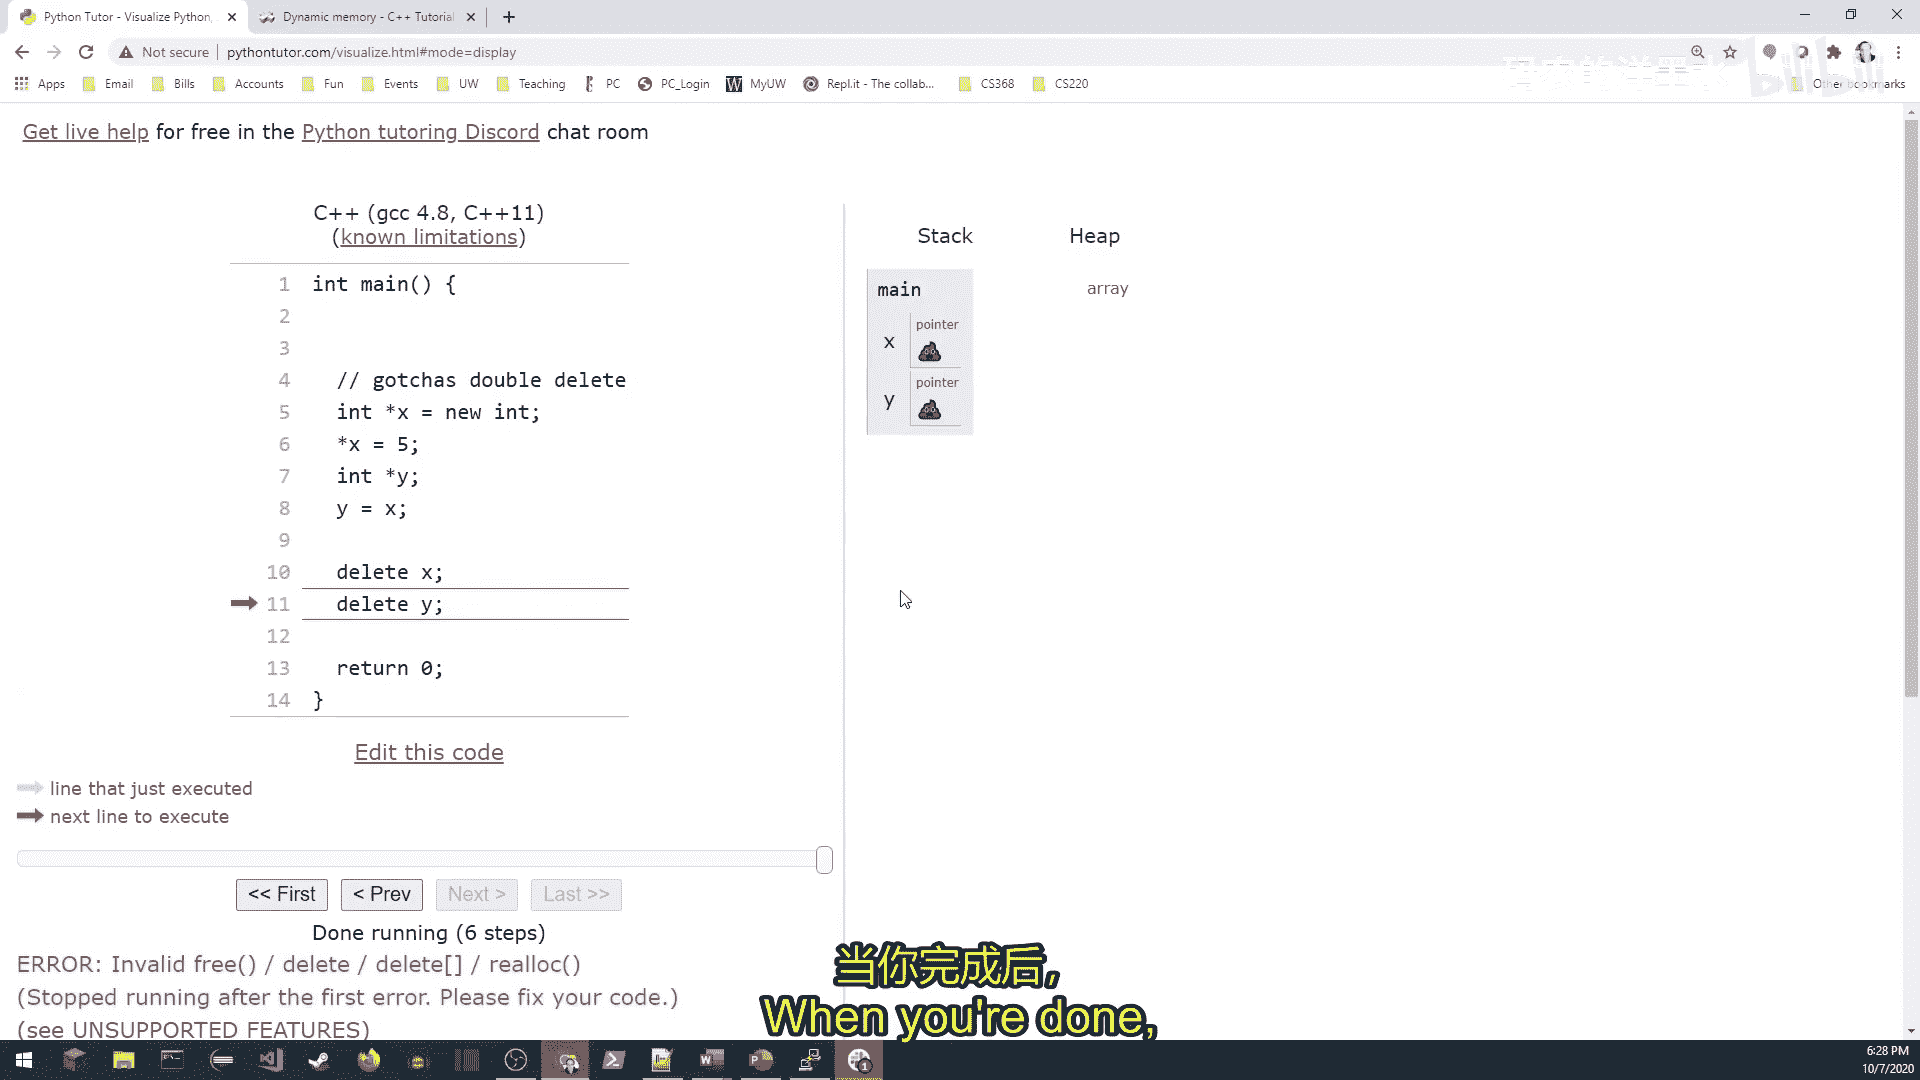 Python Tutor - Visualize Python,
Dynamic memory - C++ Tutorial
Not secure
pythontutor.com/visualize.html#mode=display
Apps
Email
Bills
Accounts
Fun
Events
UW
Teaching
PC
PC_Login
MyUW
Repl.it - The collab...
CS368
CS220
Other bookmarks
Get live help for free in the Python tutoring Discord chat room
C++ (gcc 4.8, C++11)
(known limitations)
1 int main() {
2
3
4 // gotchas double delete
5 int *x = new int;
6 *x = 5;
7 int *y;
8 y = x;
9
10 delete x;
11 delete y;
12
13 return 0;
14 }
Edit this code
line that just executed
next line to execute
<< First
< Prev
Next >
Last >>
Done running (6 steps)
ERROR: Invalid free() / delete / delete[] / realloc()
(Stopped running after the first error. Please fix your code.)
(see UNSUPPORTED FEATURES)
Stack
Heap
main
array
pointer
x
pointer
y
当你完成后,
When you're done,
6:28 PM
10/7/2020